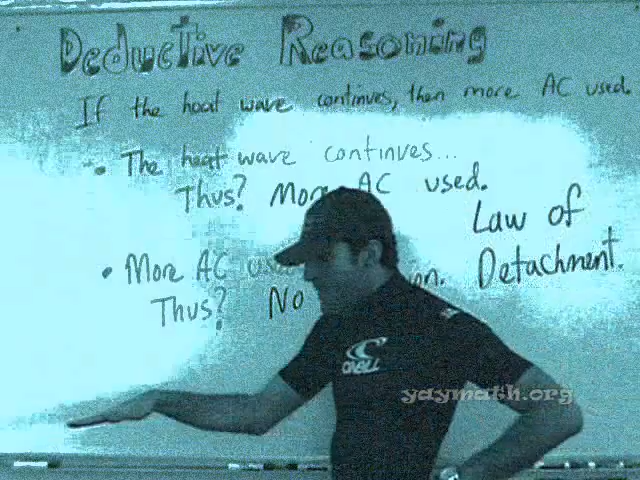 Deductive Reasoning
If the heat wave continues, then more AC used.
• The heat wave continues...
Thus? More AC used.
Law of
Detachment.
• More AC
Thus? No
O'NEILL
yaymath.org